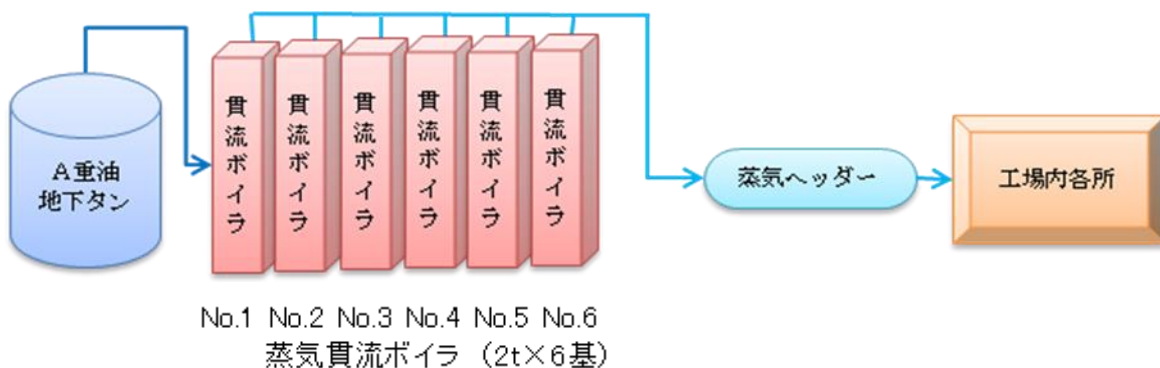 A重油
地下タン
貫流ボイラ
貫流ボイラ
貫流ボイラ
貫流ボイラ
貫流ボイラ
貫流ボイラ
蒸気ヘッダー
工場内各所
No.1 No.2 No.3 No.4 No.5 No.6
蒸気貫流ボイラ (2t×6基)